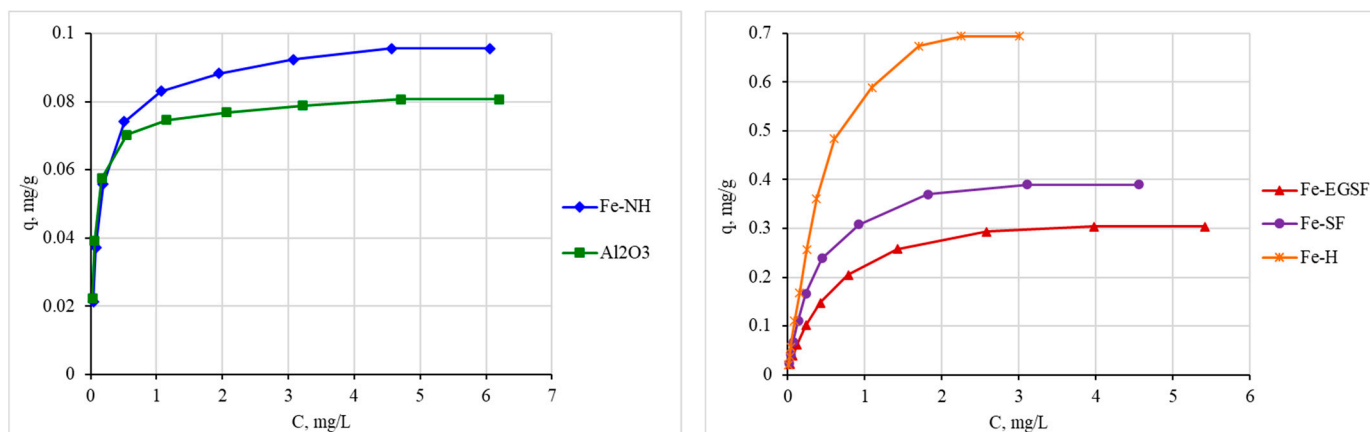 0.1
0.08
0.06
0.04
0.02
0
q, mg/g
0 1 2 3 4 5 6 7
C, mg/L
Fe-NH
Al2O3
0.7
0.6
0.5
0.4
0.3
0.2
0.1
0
q, mg/g
0 1 2 3 4 5 6
C, mg/L
Fe-EGSF
Fe-SF
Fe-H